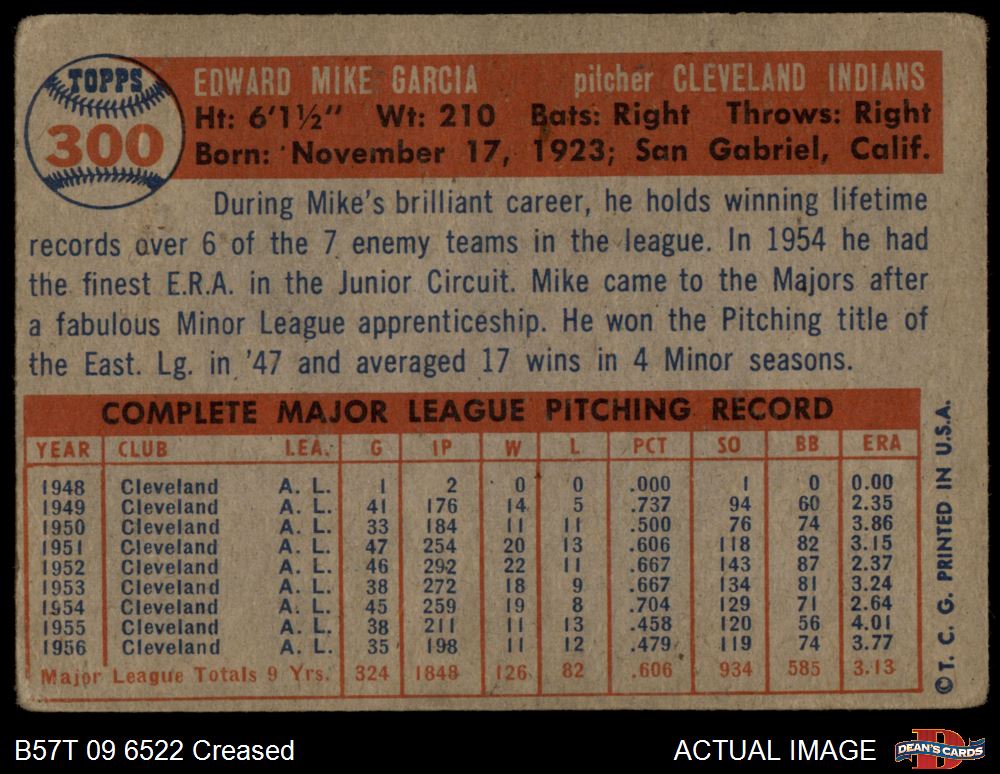 TOPPS
300
EDWARD MIKE GARCIA pitcher CLEVELAND INDIANS
Ht: 6'1½" Wt: 210 Bats: Right Throws: Right
Born: November 17, 1923; San Gabriel, Calif.
During Mike's brilliant career, he holds winning lifetime
records over 6 of the 7 enemy teams in the league. In 1954 he had
the finest E.R.A. in the Junior Circuit. Mike came to the Majors after
a fabulous Minor League apprenticeship. He won the Pitching title of
the East. Lg. in '47 and averaged 17 wins in 4 Minor seasons.
COMPLETE MAJOR LEAGUE PITCHING RECORD
YEAR CLUB LEA. G IP W L PCT SO BB ERA
1948 Cleveland A. L. 1 2 0 0 .000 1 0 0.00
1949 Cleveland A. L. 41 176 14 5 .737 94 60 2.35
1950 Cleveland A. L. 33 184 11 11 .500 76 74 3.86
1951 Cleveland A. L. 47 254 20 13 .606 118 82 3.15
1952 Cleveland A. L. 46 292 22 11 .667 143 87 2.37
1953 Cleveland A. L. 38 272 18 9 .667 134 81 3.24
1954 Cleveland A. L. 45 259 19 8 .704 129 71 2.64
1955 Cleveland A. L. 38 211 11 13 .458 120 56 4.01
1956 Cleveland A. L. 35 198 11 12 .479 119 74 3.77
Major League Totals 9 Yrs. 324 1848 126 82 .606 934 585 3.13
©T. C. G. PRINTED IN U.S.A.
B57T 09 6522 Creased
ACTUAL IMAGE
D
DEAN'S CARDS